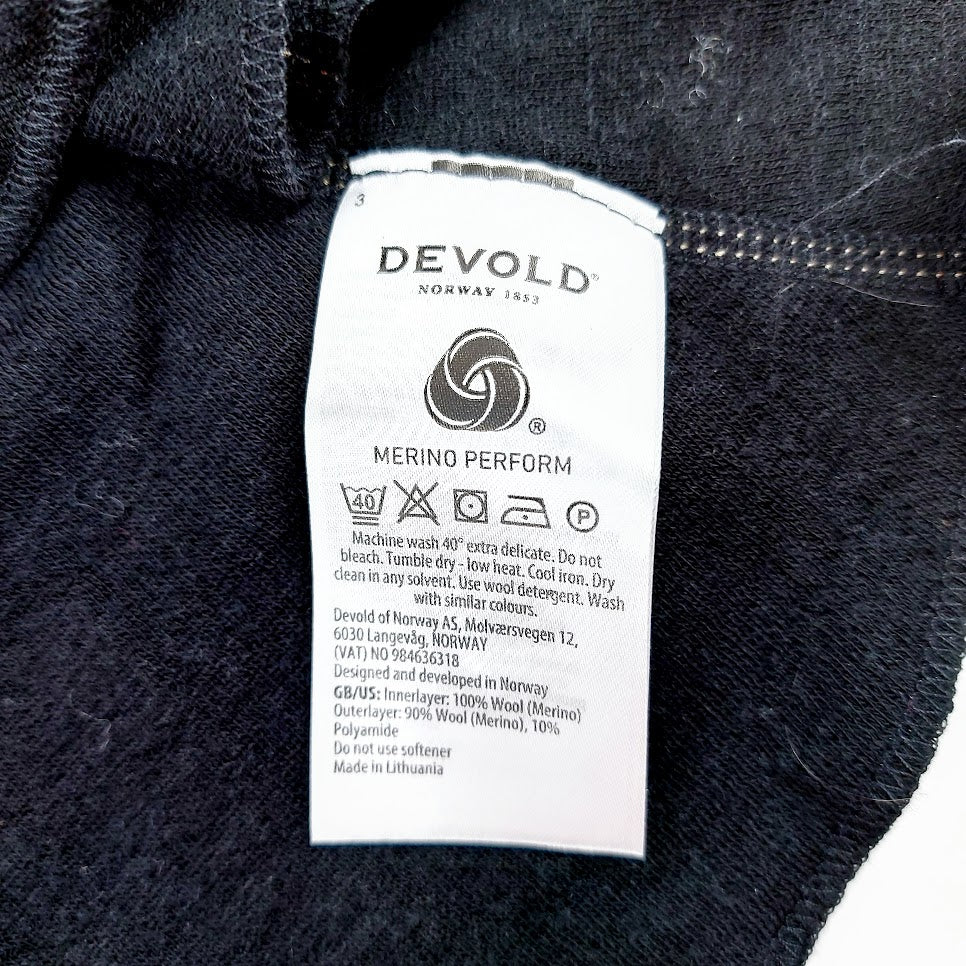 3
DEVOLD®
NORWAY 1853
®
MERINO PERFORM
40 P
Machine wash 40° extra delicate. Do not
bleach. Tumble dry - low heat. Cool iron. Dry
clean in any solvent. Use wool detergent. Wash
with similar colours.
Devold of Norway AS, Molværsvegen 12,
6030 Langevåg, NORWAY
(VAT) NO 984636318
Designed and developed in Norway
GB/US: Innerlayer: 100% Wool (Merino)
Outerlayer: 90% Wool (Merino), 10%
Polyamide
Do not use softener
Made in Lithuania